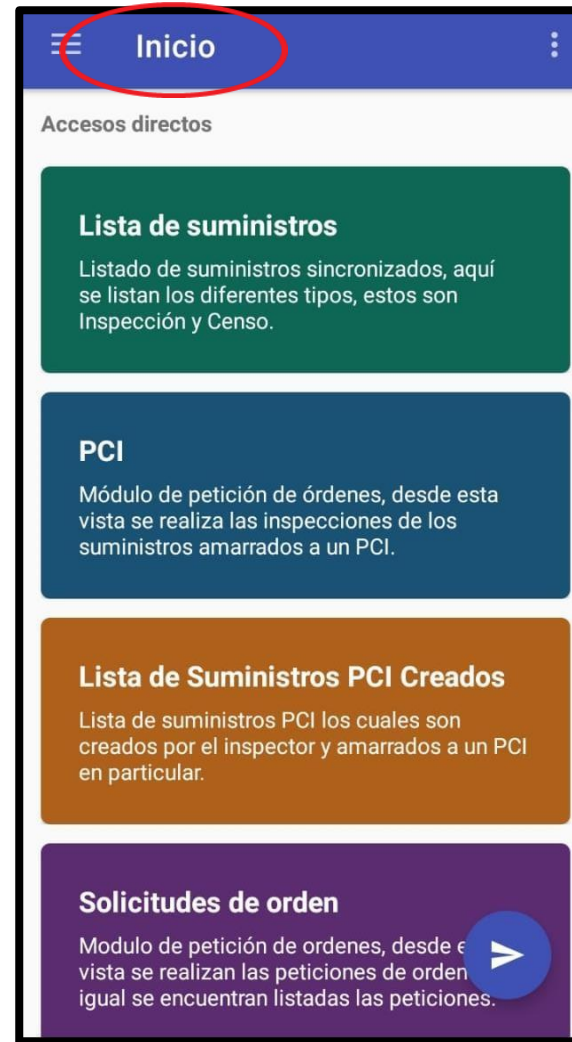 Inicio
Accesos directos
Lista de suministros
Listado de suministros sincronizados, aquí
se listan los diferentes tipos, estos son
Inspección y Censo.
PCI
Módulo de petición de órdenes, desde esta
vista se realiza las inspecciones de los
suministros amarrados a un PCI.
Lista de Suministros PCI Creados
Lista de suministros PCI los cuales son
creados por el inspector y amarrados a un PCI
en particular.
Solicitudes de orden
Modulo de petición de ordenes, desde
vista se realizan las peticiones de orden
igual se encuentran listadas las peticiones.